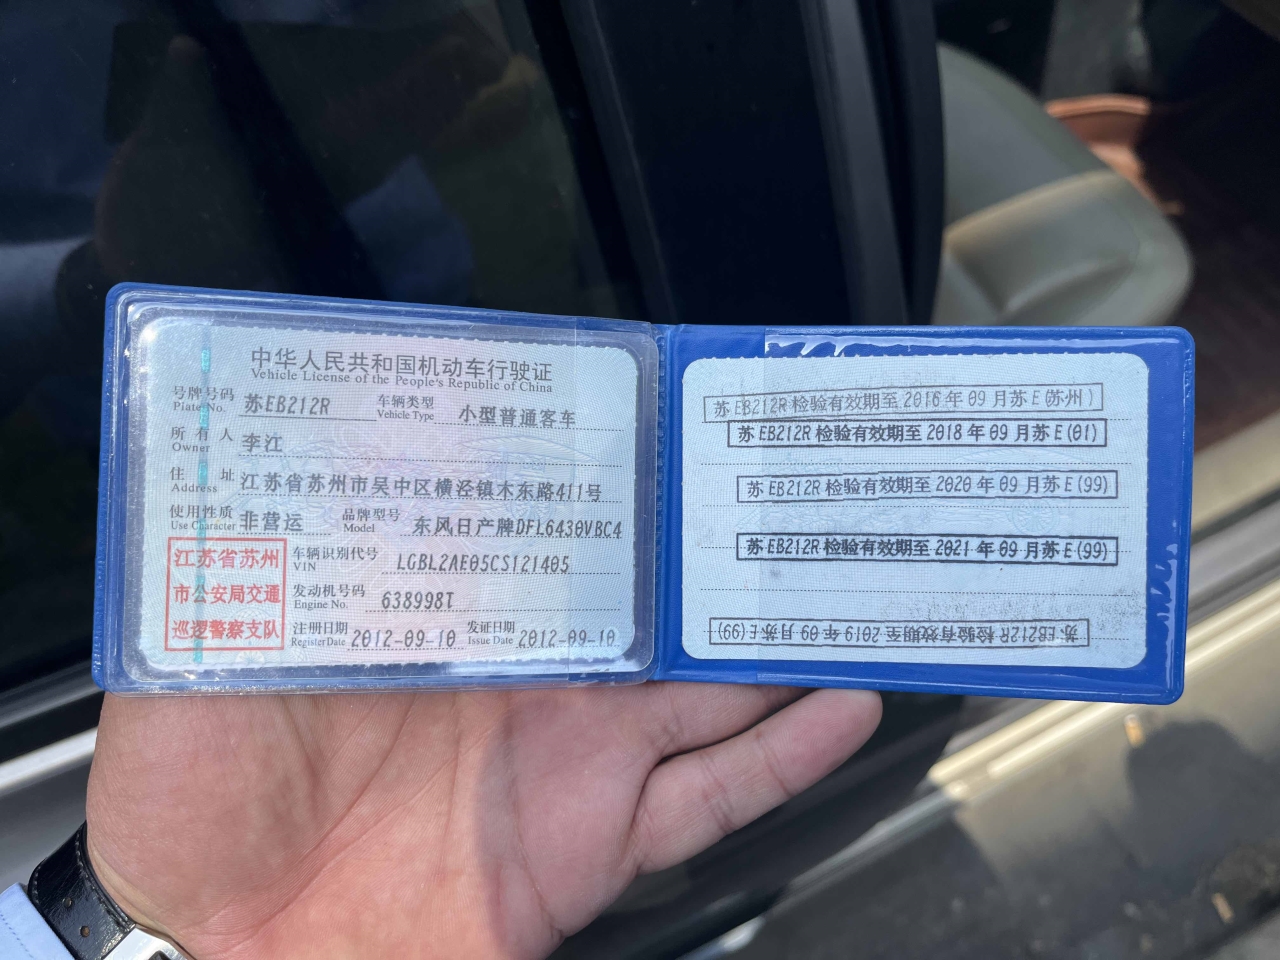 中华人民共和国机动车行驶证
Vehicle License of the People's Republic of China
号牌号码 苏EB212R 车辆类型 小型普通客车
Plate No. Vehicle Type
所有人 李江
Owner
住址 江苏省苏州市吴中区横泾镇木东路411号
Address
使用性质 非营运 品牌型号 东风日产牌DFL6430VBC4
Use Character Model
江苏省苏州
市公安局交通
巡逻警察支队
车辆识别代号 LGBL2AE05CS121405
VIN
发动机号码 638998T
Engine No.
注册日期 2012-09-10 发证日期 2012-09-10
Register Date Issue Date
苏EB212R检验有效期至2016年09月苏E(苏州)
苏EB212R检验有效期至2018年09月苏E(01)
苏EB212R检验有效期至2020年09月苏E(99)
苏EB212R检验有效期至2021年09月苏E(99)
苏EB212R检验有效期至2019年09月苏E(99)